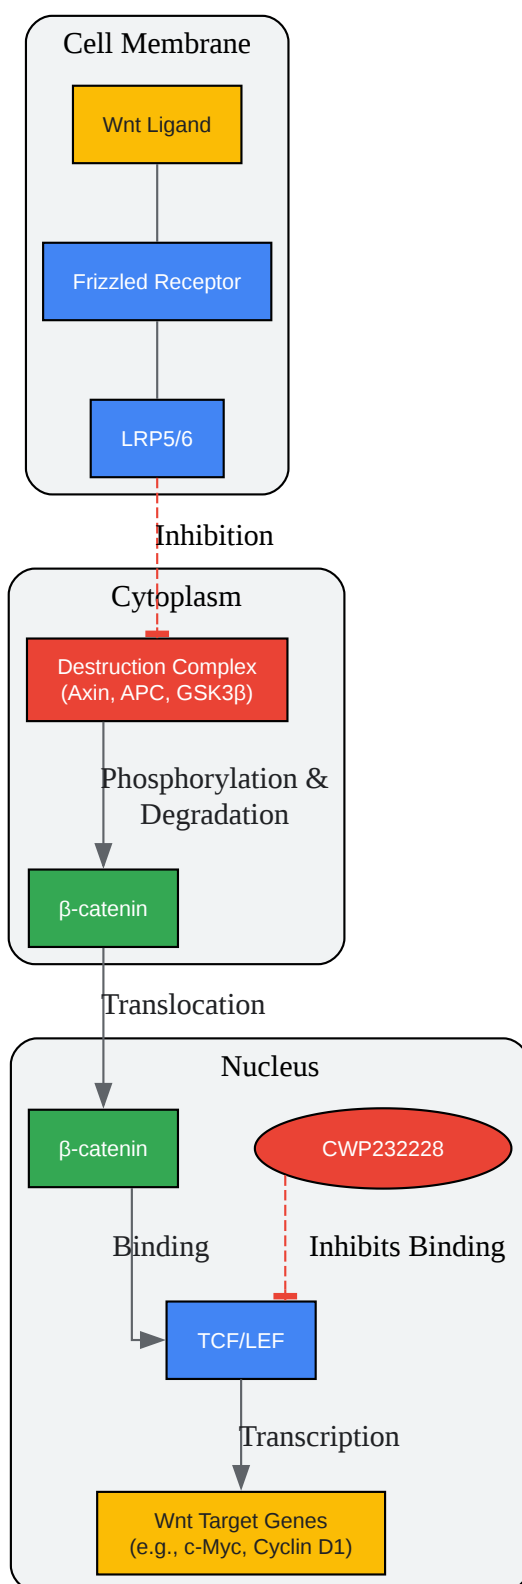 Cell Membrane
Wnt Ligand
Frizzled Receptor
LRP5/6
Inhibition
Cytoplasm
Destruction Complex
(Axin, APC, GSK3β)
Phosphorylation &
Degradation
β-catenin
Translocation
Nucleus
β-catenin
CWP232228
Binding
Inhibits Binding
TCF/LEF
Transcription
Wnt Target Genes
(e.g., c-Myc, Cyclin D1)